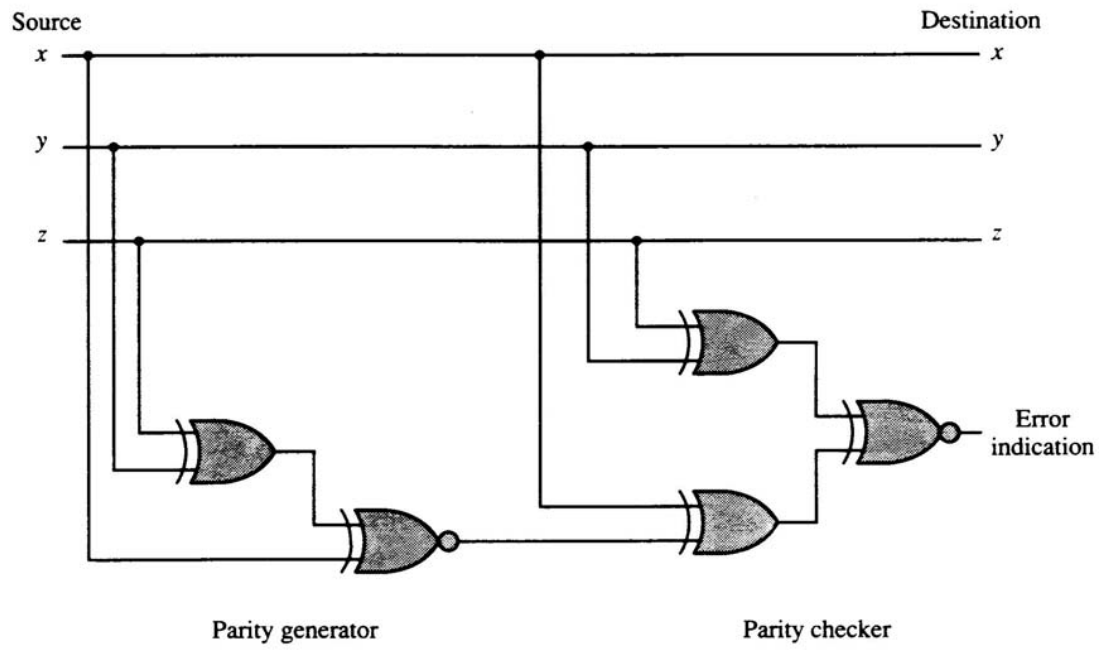 Source
Destination
x
x
y
y
z
z
Error
indication
Parity generator
Parity checker